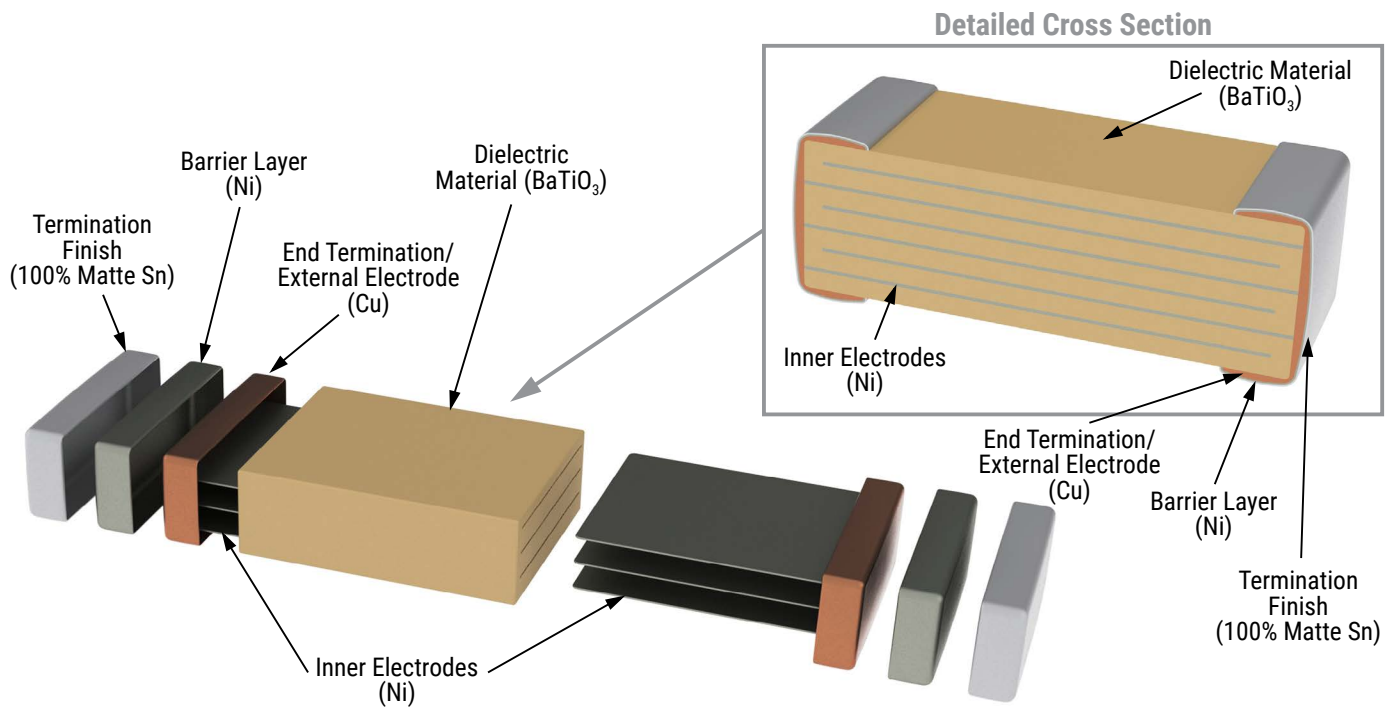 Detailed Cross Section
Dielectric Material
(BaTiO₃)
Inner Electrodes
(Ni)
End Termination/
External Electrode
(Cu)
Barrier Layer
(Ni)
Termination
Finish
(100% Matte Sn)
Barrier Layer
(Ni)
Dielectric
Material (BaTiO₃)
Termination
Finish
(100% Matte Sn)
End Termination/
External Electrode
(Cu)
Inner Electrodes
(Ni)